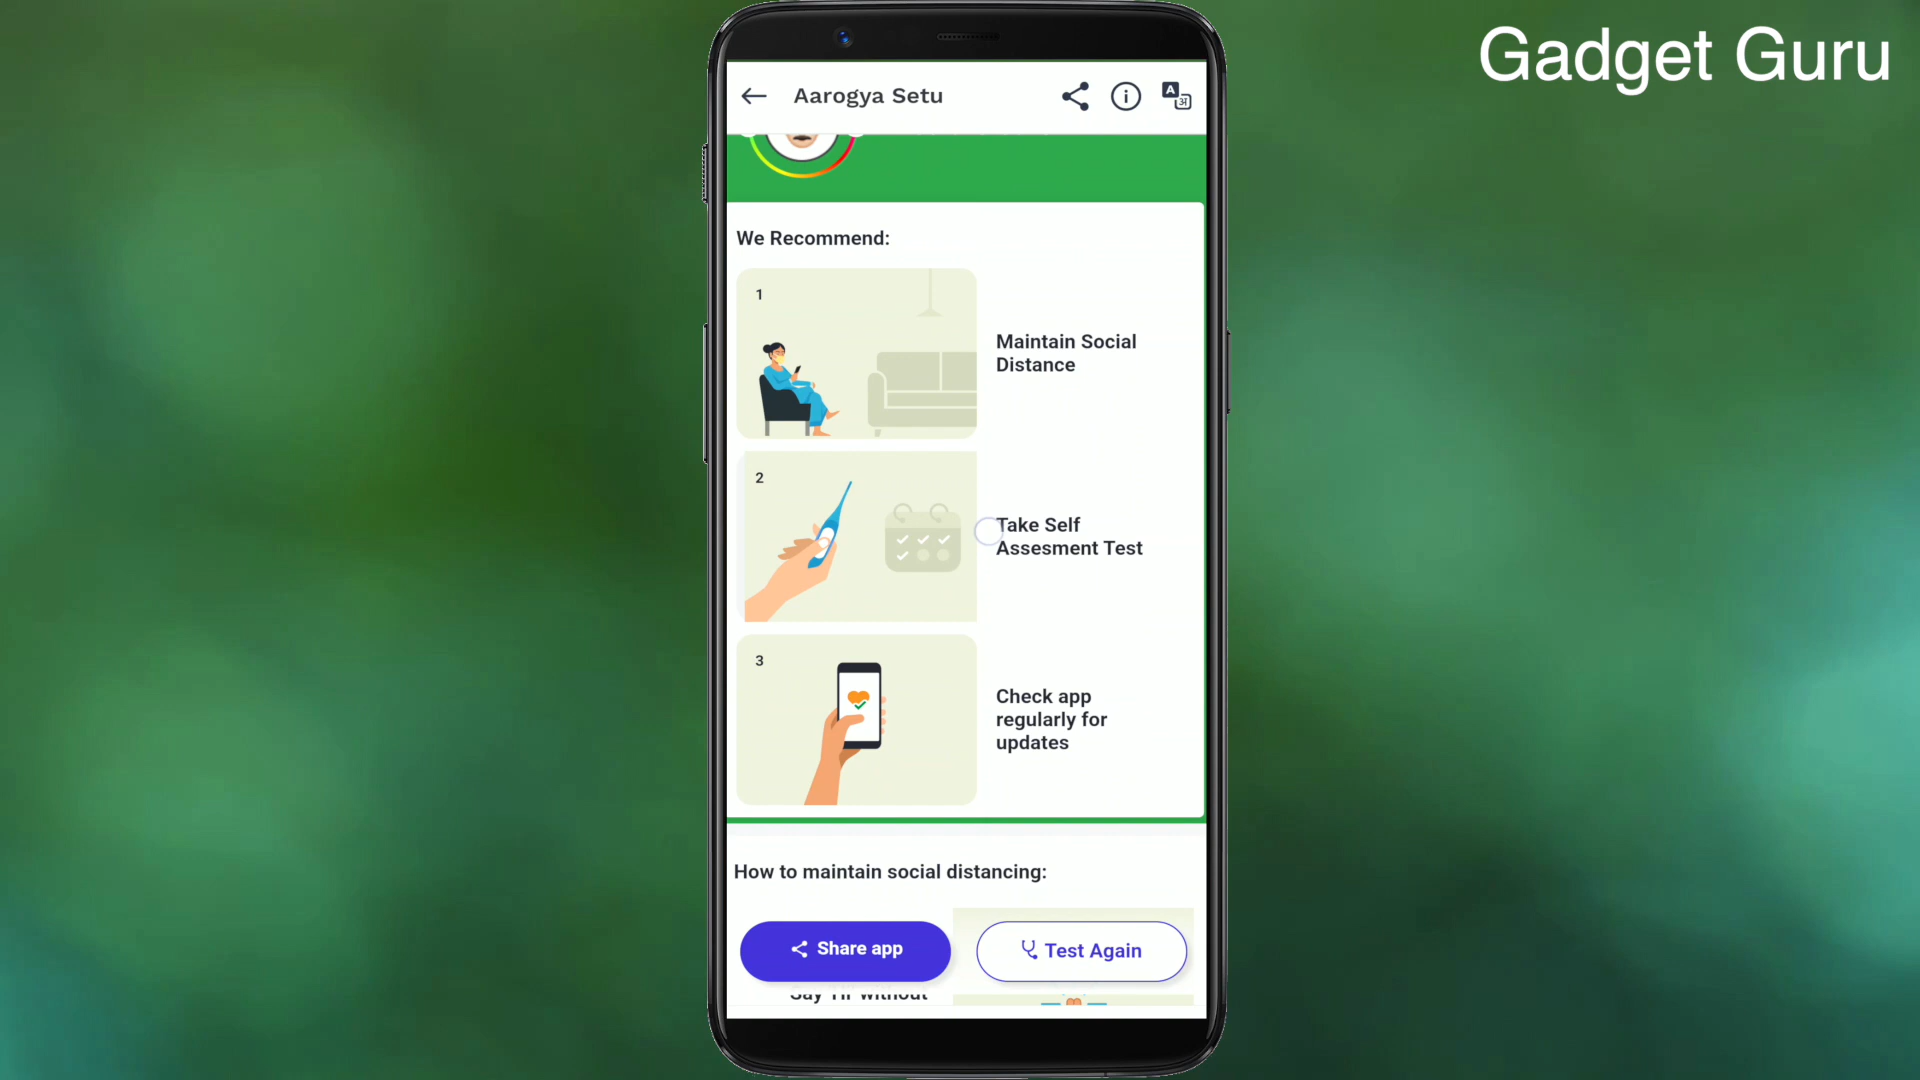 Gadget Guru
Aarogya Setu
We Recommend:
1
Maintain Social
Distance
2
Take Self
Assesment Test
3
Check app
regularly for
updates
How to maintain social distancing:
Share app
Test Again
without